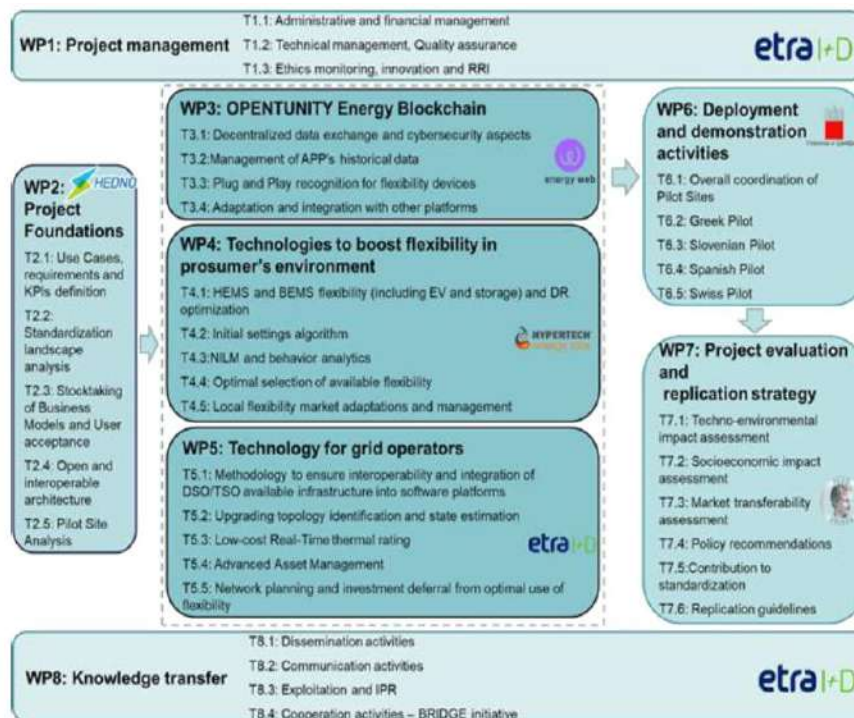 WP1: Project management
T1.1: Administrative and financial management
T1.2: Technical management, Quality assurance
T1.3: Ethics monitoring, innovation and RRI
etra I+D
WP2:
HEDNO
Project
Foundations
T2.1: Use Cases,
requirements and
KPIs definition
T2.2:
Standardization
landscape
analysis
T2.3: Stocktaking
of Business
Models and User
acceptance
T2.4: Open and
interoperable
architecture
T2.5: Pilot Site
Analysis
WP3: OPENTUNITY Energy Blockchain
T3.1: Decentralized data exchange and cybersecurity aspects
T3.2:Management of APP's historical data
T3.3: Plug and Play recognition for flexibility devices
T3.4: Adaptation and integration with other platforms
energy web
WP4: Technologies to boost flexibility in
prosumer's environment
T4.1: HEMS and BEMS flexibility (including EV and storage) and DR
optimization
T4.2: Initial settings algorithm
T4.3:NILM and behavior analytics
T4.4: Optimal selection of available flexibility
T4.5: Local flexibility market adaptations and management
HYPERTECH
WP5: Technology for grid operators
T5.1: Methodology to ensure interoperability and integration of
DSO/TSO available infrastructure into software platforms
T5.2: Upgrading topology identification and state estimation
T5.3: Low-cost Real-Time thermal rating
T5.4: Advanced Asset Management
T5.5: Network planning and investment deferral from optimal use of
flexibility
etra I+D
WP6: Deployment
and demonstration
activities
T6.1: Overall coordination of
Pilot Sites
T6.2: Greek Pilot
T6.3: Slovenian Pilot
T6.4: Spanish Pilot
T6.5: Swiss Pilot
WP7: Project evaluation
and
replication strategy
T7.1: Techno-environmental
impact assessment
T7.2: Socioeconomic impact
assessment
T7.3: Market transferability
assessment
T7.4: Policy recommendations
T7.5:Contribution to
standardization
T7.6: Replication guidelines
WP8: Knowledge transfer
T8.1: Dissemination activities
T8.2: Communication activities
T8.3: Exploitation and IPR
T8.4: Cooperation activities – BRIDGE initiative
etra I+D